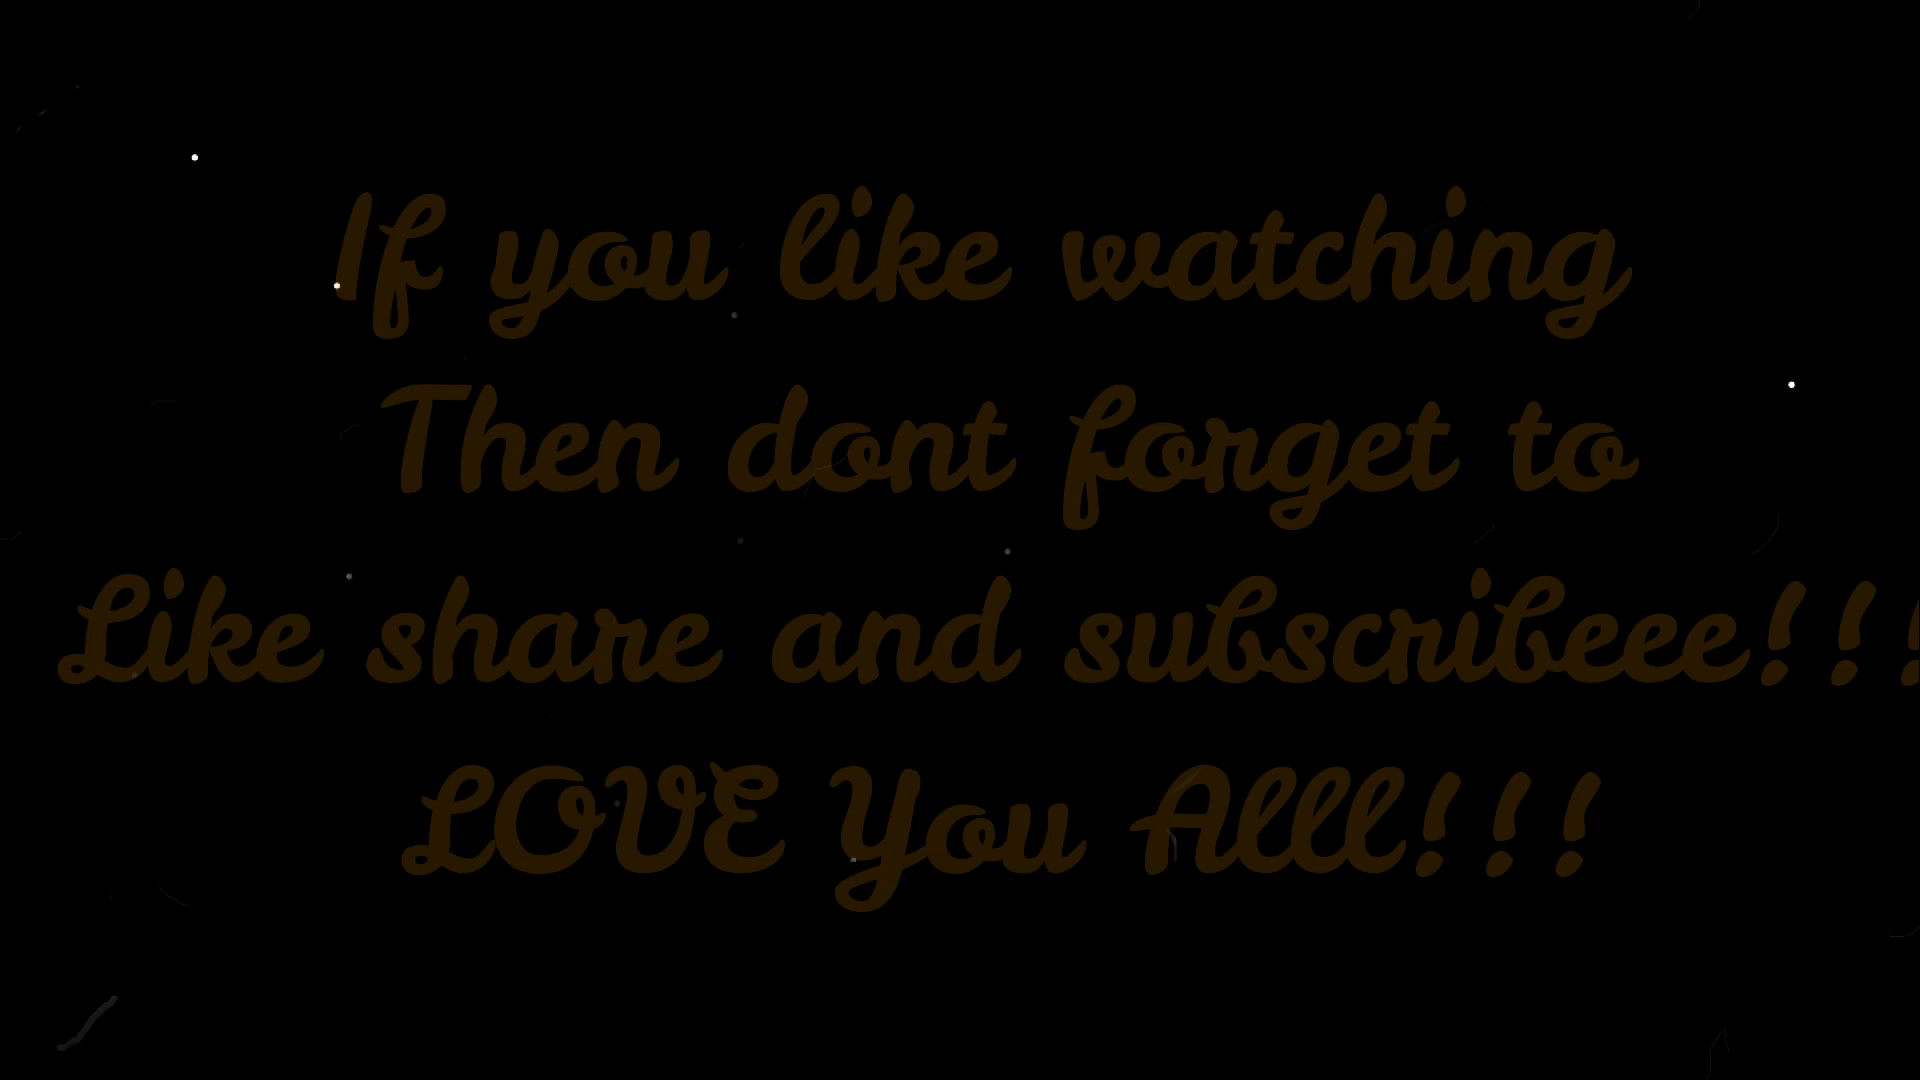 If you like watching
Then dont forget to
Like share and subscribeee!!!
LOVE You Alll!!!